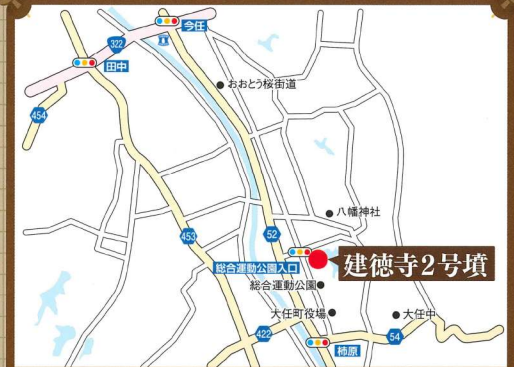 今任
322
田中
おおとう桜街道
454
八幡神社
453
52
総合運動公園入口
建徳寺2号墳
総合運動公園
大任町役場
大任中
422
54
柿原